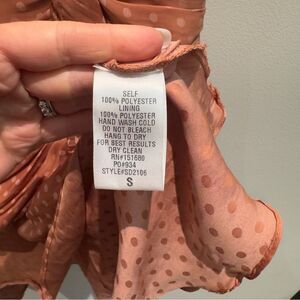 SELF
100% POLYESTER
LINING
100% POLYESTER
HAND WASH COLD
DO NOT BLEACH
HANG TO DRY
FOR BEST RESULTS
DRY CLEAN
RN#151680
PO#934
STYLE#SD2106
S